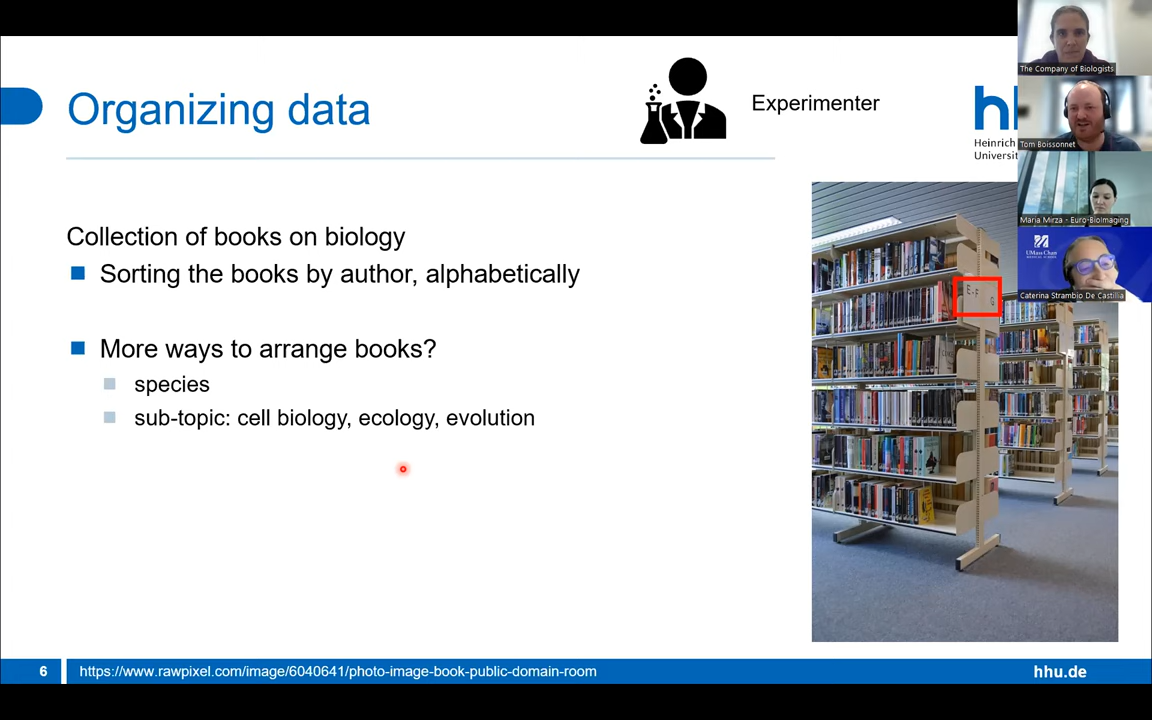 Organizing data
Experimenter
Heinrich
Universit
Collection of books on biology
Sorting the books by author, alphabetically
More ways to arrange books?
species
sub-topic: cell biology, ecology, evolution
E-F
G
The Company of Biologists
Tom Boissonnet
Maria Mirza - Euro-BioImaging
UMass Chan
Caterina Strambio De Castillia
6
https://www.rawpixel.com/image/6040641/photo-image-book-public-domain-room
hhu.de